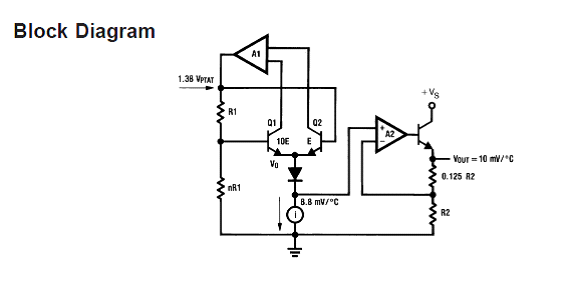 Block Diagram
A1
1.38 VPTAT
+VS
R1
Q1
Q2
10E
E
A2
VO
VOUT = 10 mV/°C
0.125 R2
nR1
8.8 mV/°C
i
R2